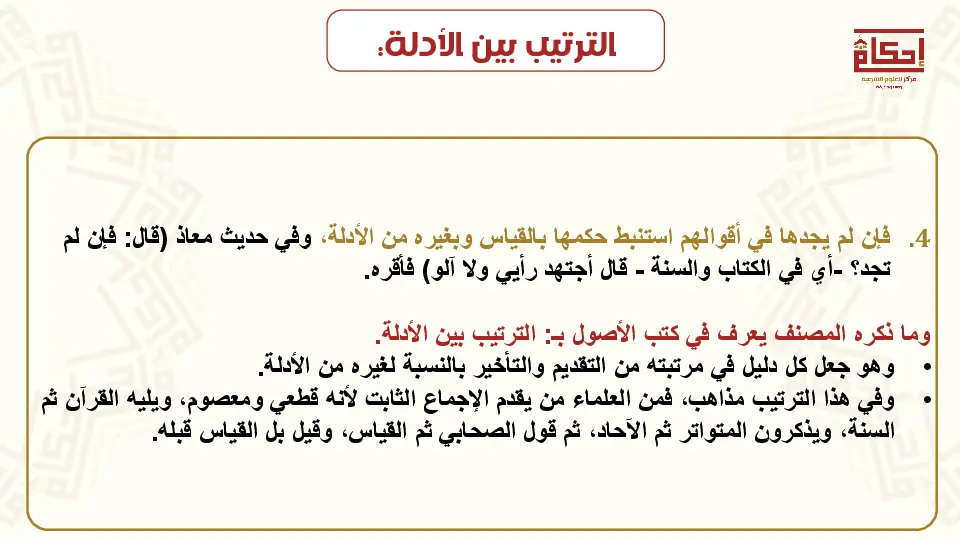 الترتيب بين الأدلة:
إحكام
مركز للعلوم الشرعية
4. فإن لم يجدها في أقوالهم استنبط حكمها بالقياس وبغيره من الأدلة، وفي حديث معاذ (قال: فإن لم
تجد؟ -أي في الكتاب والسنة - قال أجتهد رأيي ولا آلو) فأقره.
وما ذكره المصنف يعرف في كتب الأصول بـ: الترتيب بين الأدلة.
• وهو جعل كل دليل في مرتبته من التقديم والتأخير بالنسبة لغيره من الأدلة.
• وفي هذا الترتيب مذاهب، فمن العلماء من يقدم الإجماع الثابت لأنه قطعي ومعصوم، ويليه القرآن ثم
السنة، ويذكرون المتواتر ثم الآحاد، ثم قول الصحابي ثم القياس، وقيل بل القياس قبله.